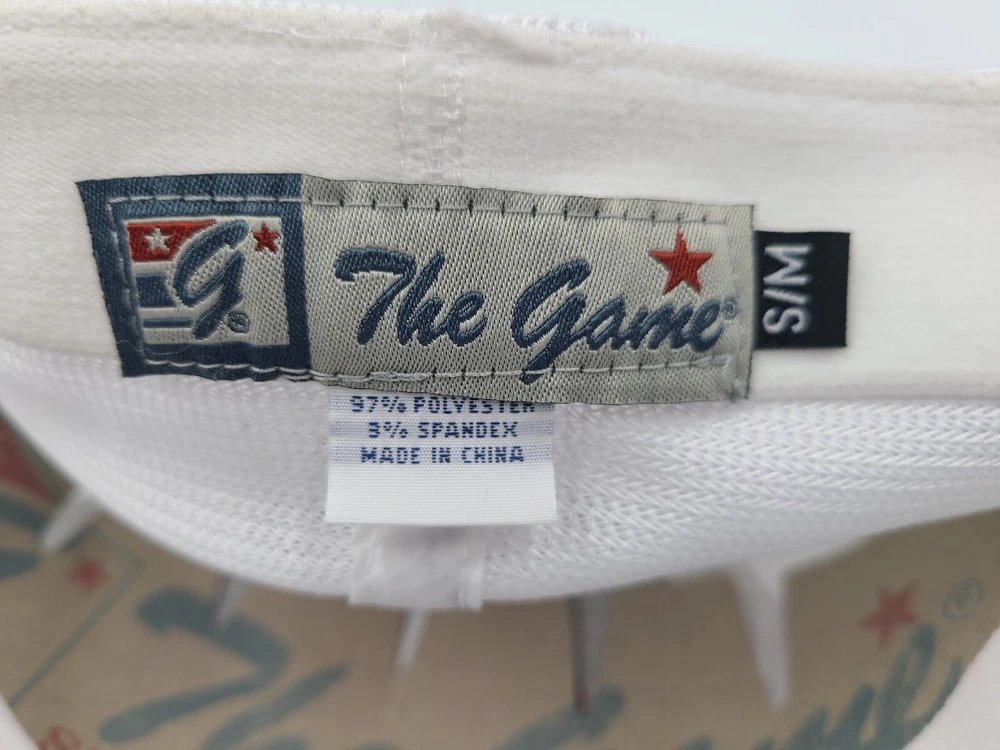 G®
The Game®
S/M
97% POLYESTER
3% SPANDEX
MADE IN CHINA